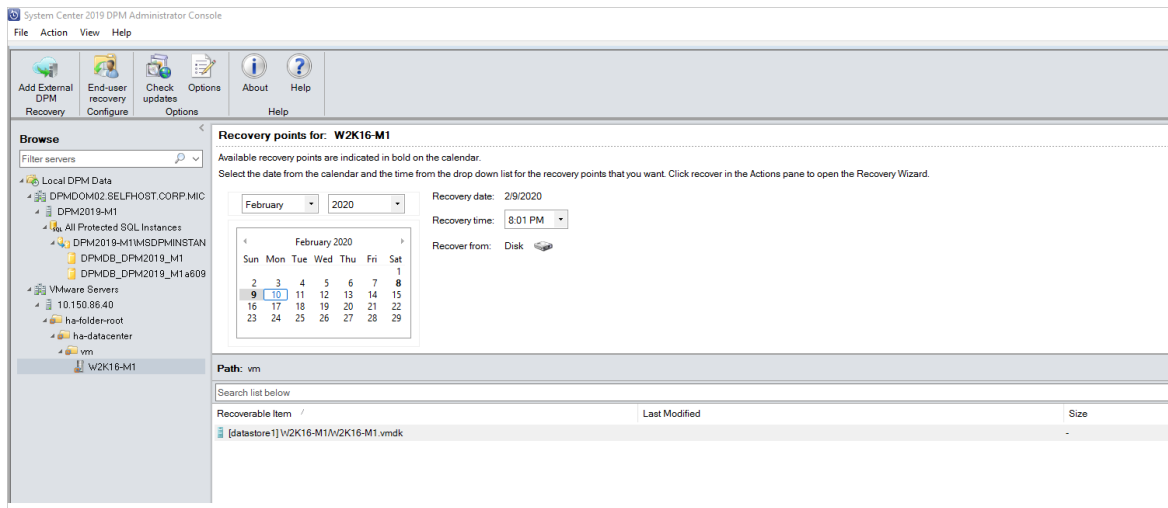 System Center 2019 DPM Administrator Console
File Action View Help
Add External DPM
End-user recovery
Check updates
Options
About
Help
Recovery
Configure
Options
Help
Browse
Filter servers
Local DPM Data
DPMDOM02.SELFHOST.CORP.MIC
DPM2019-M1
All Protected SQL Instances
DPM2019-M1\MSDPMINSTAN
DPMDB_DPM2019_M1
DPMDB_DPM2019_M1a609
VMware Servers
10.150.86.40
ha-folder-root
ha-datacenter
vm
W2K16-M1
Recovery points for: W2K16-M1
Available recovery points are indicated in bold on the calendar.
Select the date from the calendar and the time from the drop down list for the recovery points that you want. Click recover in the Actions pane to open the Recovery Wizard.
February 2020
February 2020
Sun Mon Tue Wed Thu Fri Sat
1
2 3 4 5 6 7 8
9 10 11 12 13 14 15
16 17 18 19 20 21 22
23 24 25 26 27 28 29
Recovery date: 2/9/2020
Recovery time: 8:01 PM
Recover from: Disk
Path: vm
Search list below
Recoverable Item / Last Modified Size
[datastore1] W2K16-M1/W2K16-M1.vmdk -